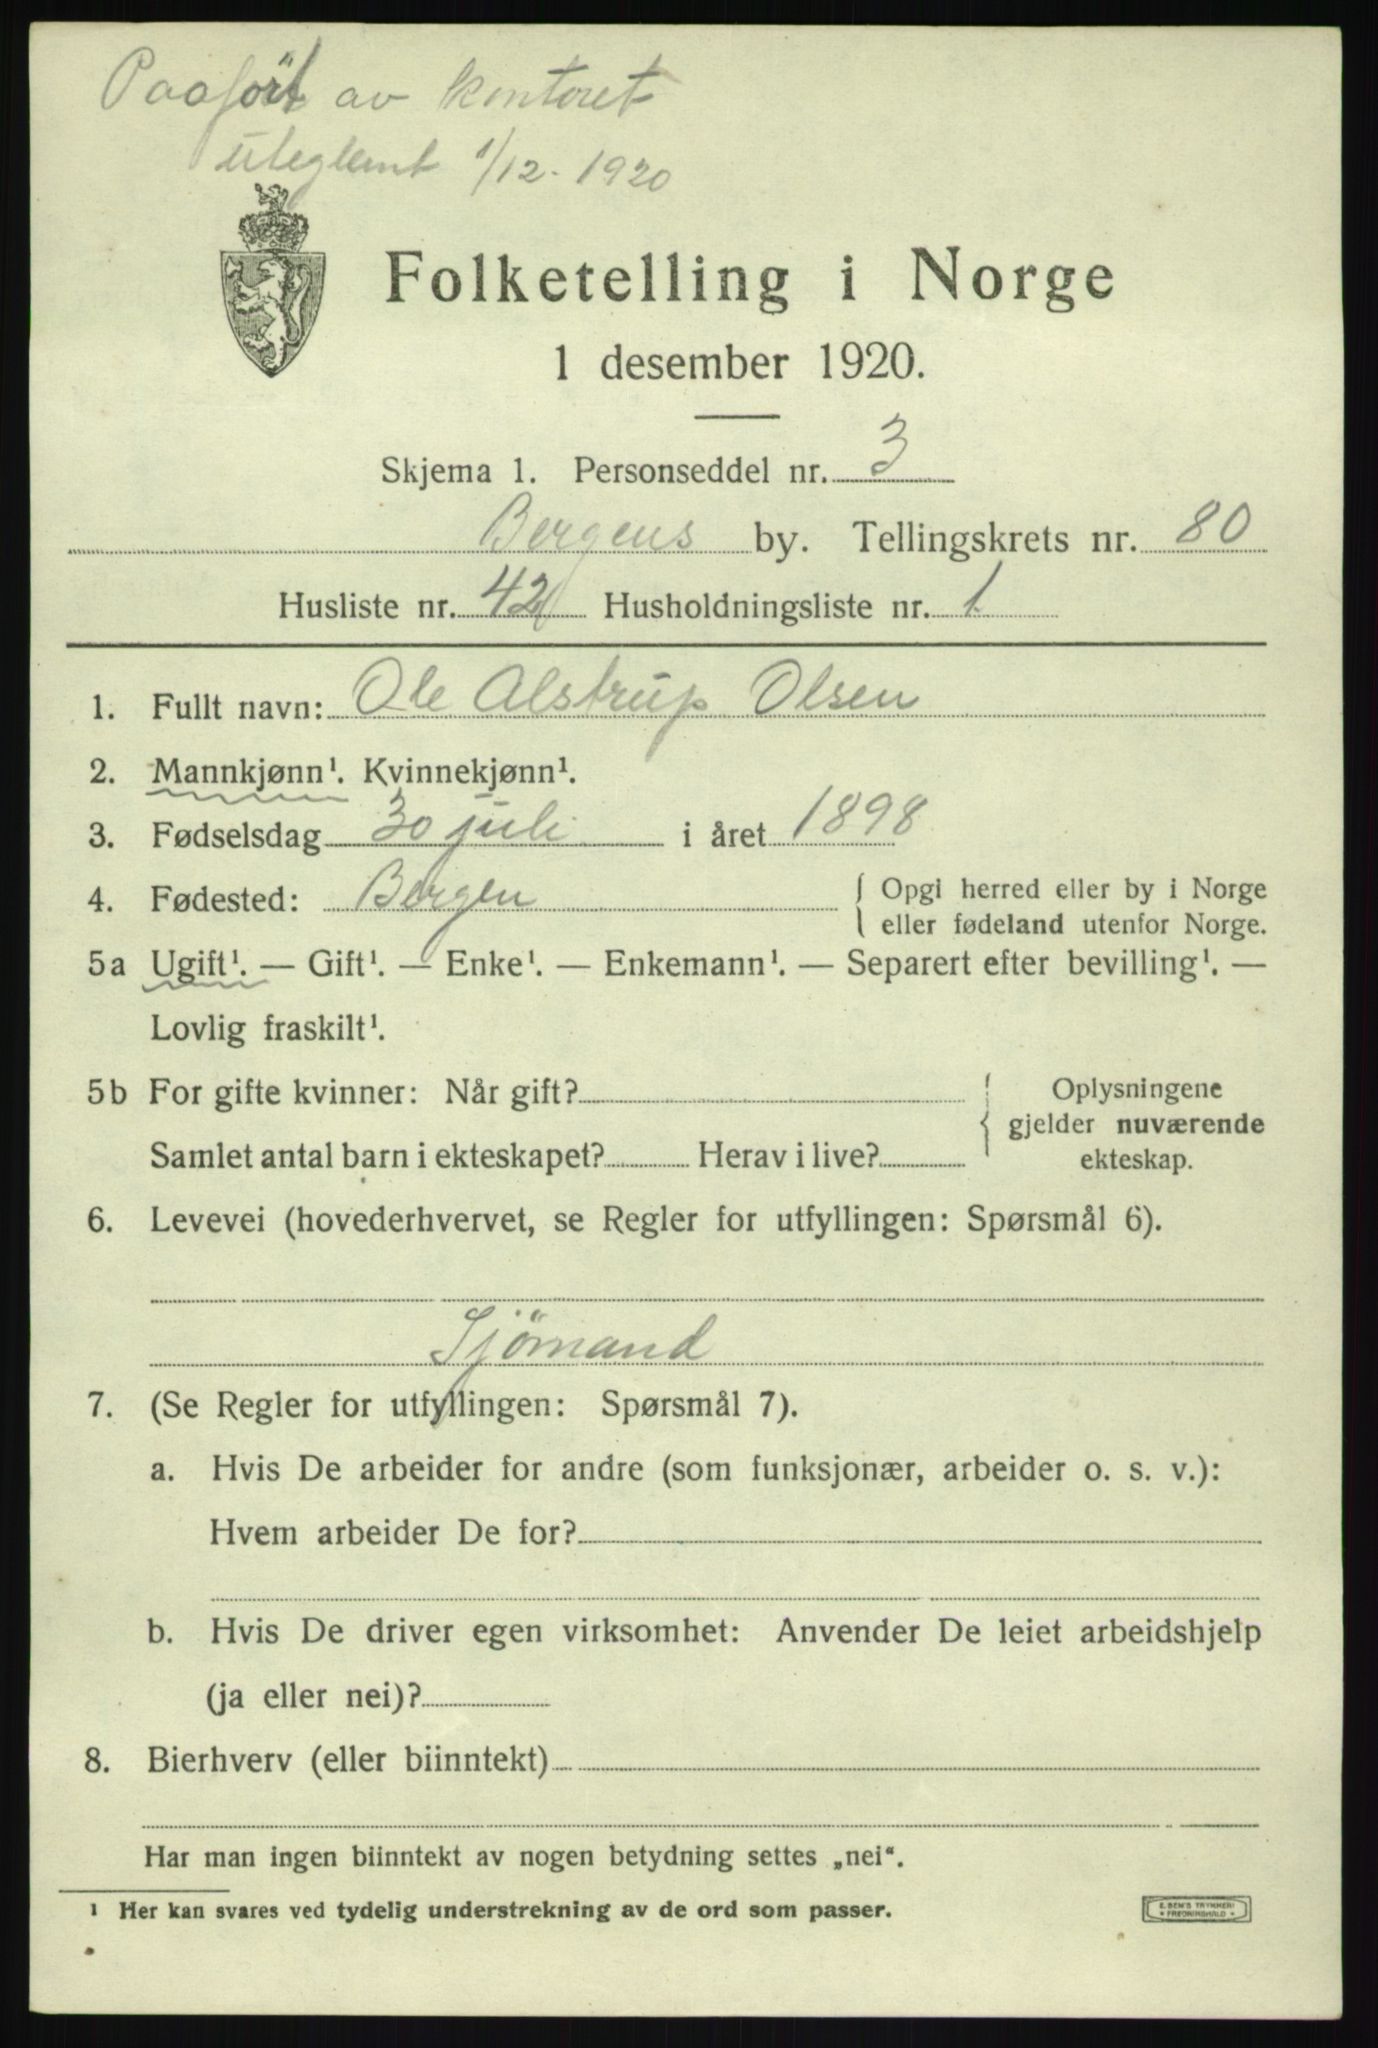 Paaført av kontoret
uteglemt 1/12-1920
Folketelling i Norge
1 desember 1920.
Skjema 1. Personseddel nr. 3
Bergens by. Tellingskrets nr. 80
Husliste nr. 42 Husholdningsliste nr. 1
1. Fullt navn: Ole Alstrup Olsen
2. Mannkjønn¹. Kvinnekjønn¹.
3. Fødselsdag 30 juli i året 1898
4. Fødested: Bergen { Opgi herred eller by i Norge
eller fødeland utenfor Norge.
5a Ugift¹. — Gift¹. — Enke¹. — Enkemann¹. — Separert efter bevilling¹. —
Lovlig fraskilt¹.
5b For gifte kvinner: Når gift?
Samlet antal barn i ekteskapet? Herav i live?
Oplysningene
gjelder nuværende
ekteskap.
6. Levevei (hovederhvervet, se Regler for utfyllingen: Spørsmål 6).
Sjömand
7. (Se Regler for utfyllingen: Spørsmål 7).
a. Hvis De arbeider for andre (som funksjonær, arbeider o. s. v.):
Hvem arbeider De for?
b. Hvis De driver egen virksomhet: Anvender De leiet arbeidshjelp
(ja eller nei)?
8. Bierhverv (eller biinntekt)
Har man ingen biinntekt av nogen betydning settes „nei“.
¹ Her kan svares ved tydelig understrekning av de ord som passer.
E. SEM'S TRYKKERI
* FREDRIKSHALD *